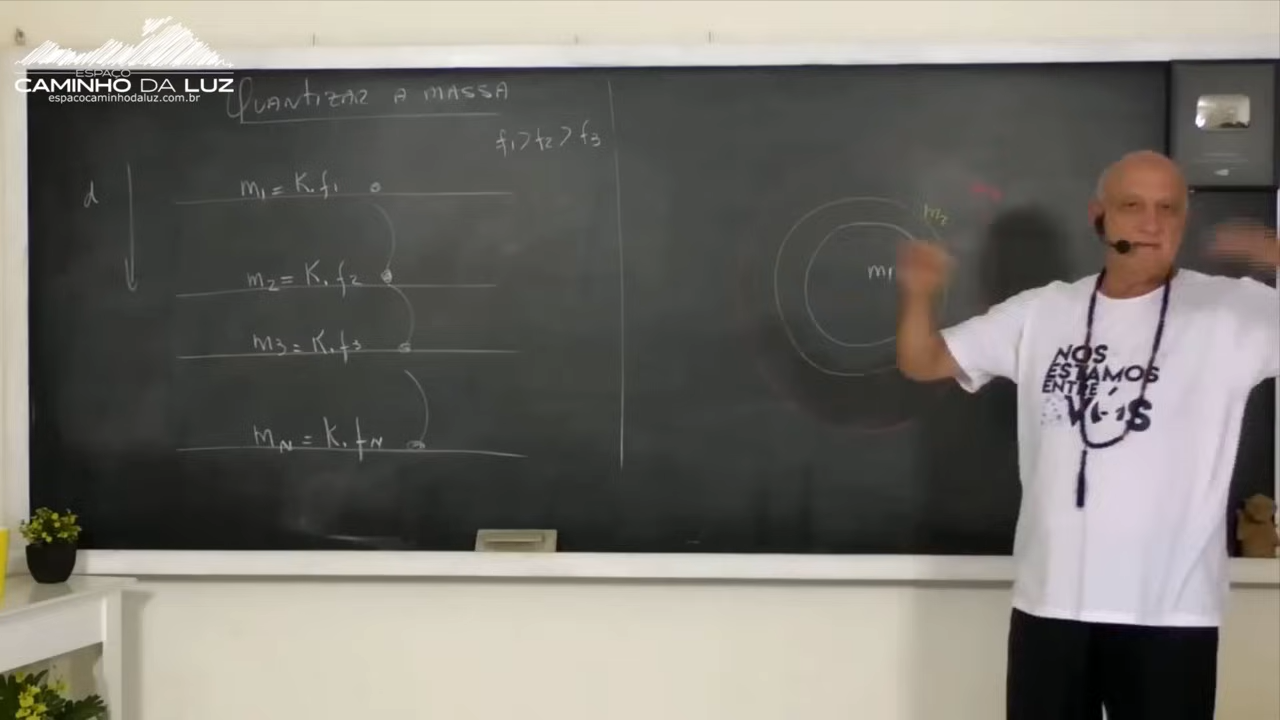 ESPAÇO
CAMINHO DA LUZ
espacocaminhodaluz.com.br
QUANTIZAR A MASSA
f1 > f2 > f3
d
m1 = K.f1
m2 = K.f2
m3 = K.f3
mN = K.fN
m2
m1
NOS
ESTAMOS
ENTRE
VÓS